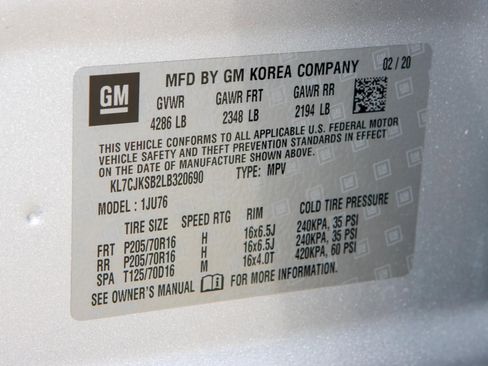 MFD BY GM KOREA COMPANY 02 / 20
GM
GVWR GAWR FRT GAWR RR
4286 LB 2348 LB 2194 LB
THIS VEHICLE CONFORMS TO ALL APPLICABLE U.S. FEDERAL MOTOR
VEHICLE SAFETY AND THEFT PREVENTION STANDARDS IN EFFECT
ON THE DATE OF MANUFACTURE SHOWN ABOVE.
KL7CJKSB2LB320690 TYPE: MPV
MODEL : 1JU76
TIRE SIZE SPEED RTG RIM COLD TIRE PRESSURE
FRT P205/70R16 H 16x6.5J 240KPA, 35 PSI
RR P205/70R16 H 16x6.5J 240KPA, 35 PSI
SPA T125/70D16 M 16x4.0T 420KPA, 60 PSI
SEE OWNER'S MANUAL FOR MORE INFORMATION.